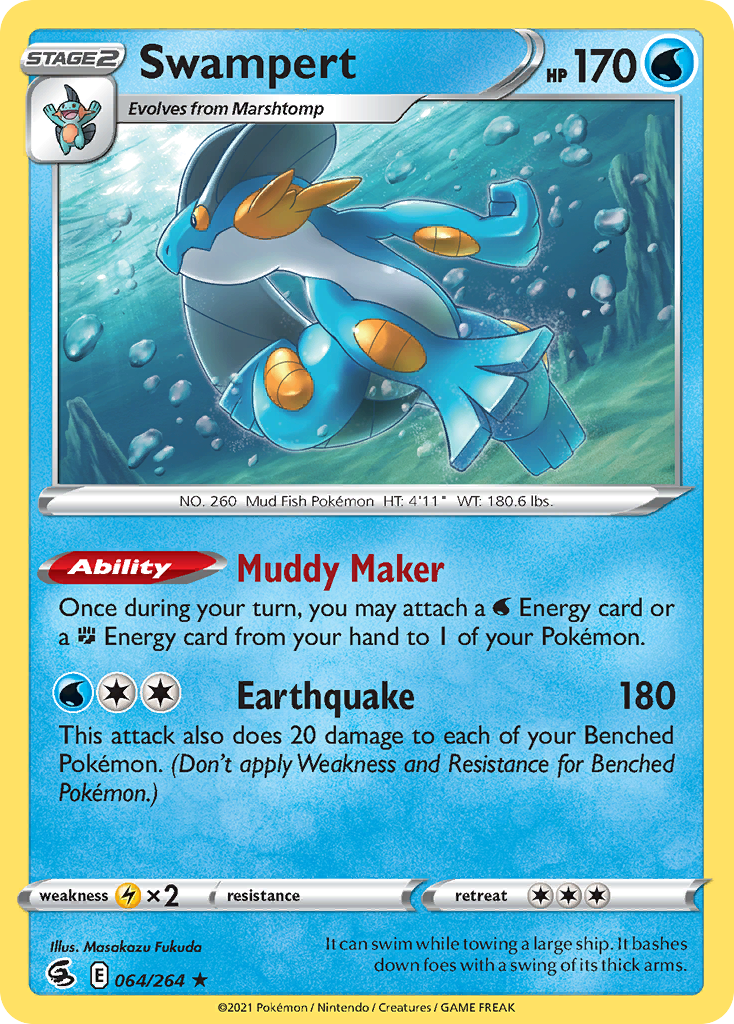 STAGE2
Swampert
HP 170
Evolves from Marshtomp
NO. 260 Mud Fish Pokémon HT: 4'11" WT: 180.6 lbs.
Ability Muddy Maker
Once during your turn, you may attach a Energy card or
a Energy card from your hand to 1 of your Pokémon.
Earthquake 180
This attack also does 20 damage to each of your Benched
Pokémon. (Don't apply Weakness and Resistance for Benched
Pokémon.)
weakness ×2 resistance retreat
Illus. Masakazu Fukuda
It can swim while towing a large ship. It bashes
down foes with a swing of its thick arms.
E 064/264 ★
©2021 Pokémon / Nintendo / Creatures / GAME FREAK